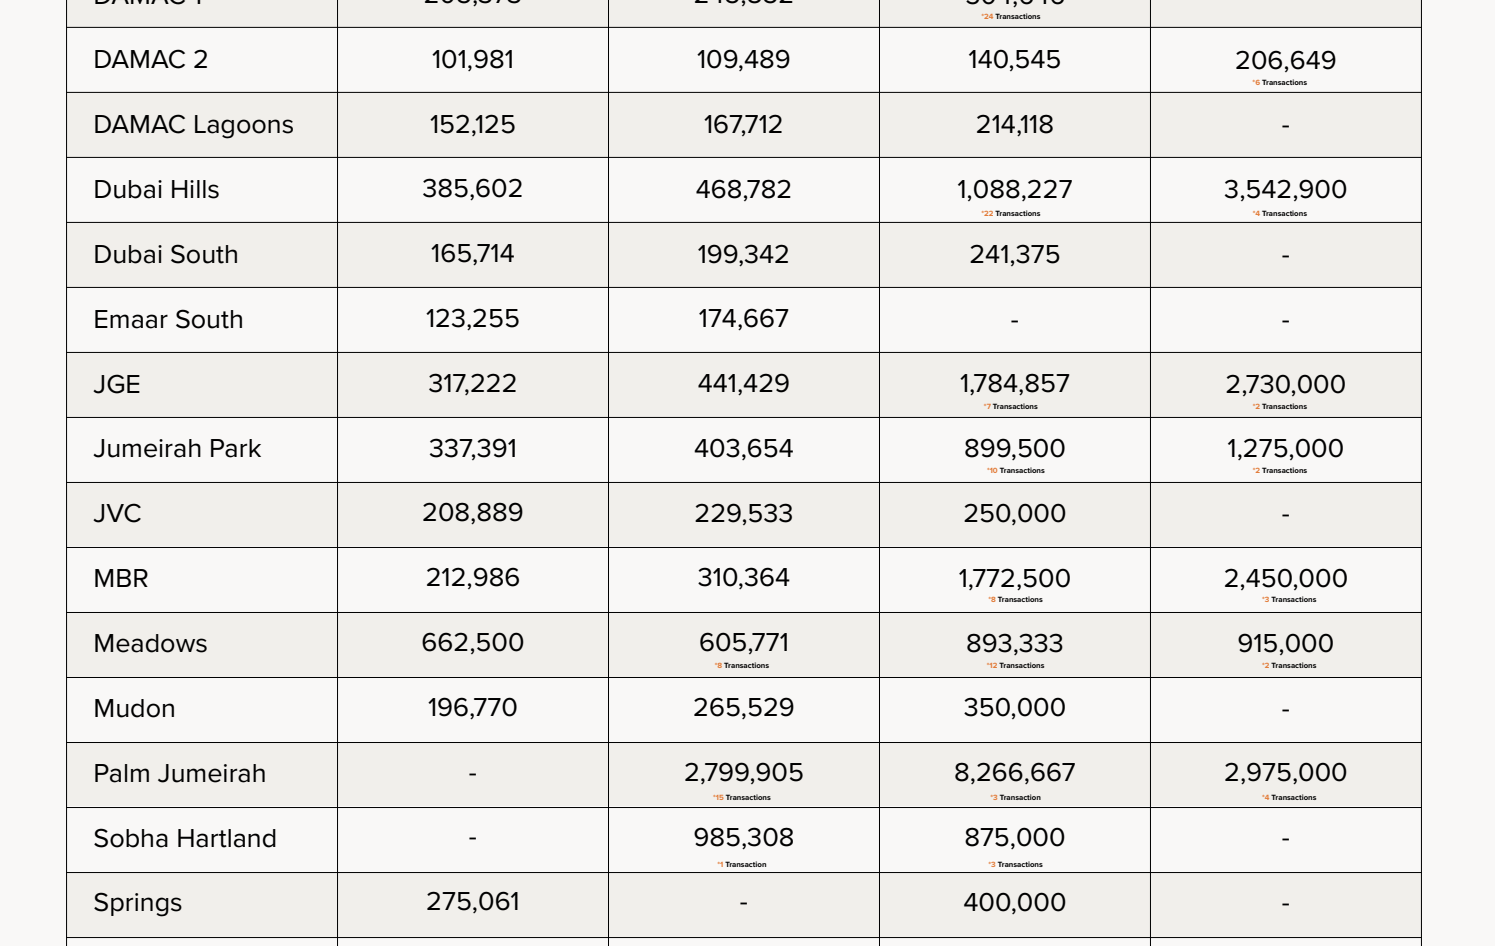 *24 Transactions
DAMAC 2 101,981 109,489 140,545 206,649
*6 Transactions
DAMAC Lagoons 152,125 167,712 214,118 -
Dubai Hills 385,602 468,782 1,088,227 3,542,900
*22 Transactions *4 Transactions
Dubai South 165,714 199,342 241,375 -
Emaar South 123,255 174,667 - -
JGE 317,222 441,429 1,784,857 2,730,000
*7 Transactions *2 Transactions
Jumeirah Park 337,391 403,654 899,500 1,275,000
*10 Transactions *2 Transactions
JVC 208,889 229,533 250,000 -
MBR 212,986 310,364 1,772,500 2,450,000
*8 Transactions *3 Transactions
Meadows 662,500 605,771 893,333 915,000
*8 Transactions *12 Transactions *2 Transactions
Mudon 196,770 265,529 350,000 -
Palm Jumeirah - 2,799,905 8,266,667 2,975,000
*15 Transactions *3 Transaction *4 Transactions
Sobha Hartland - 985,308 875,000 -
*1 Transaction *3 Transactions
Springs 275,061 - 400,000 -